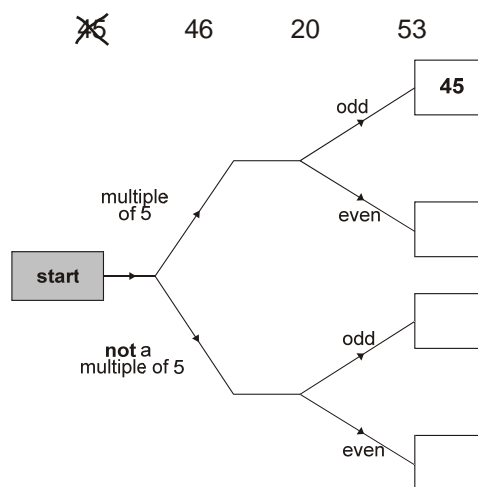 45 46 20 53
odd
45
multiple
of 5
even
start
not a
multiple of 5
odd
even